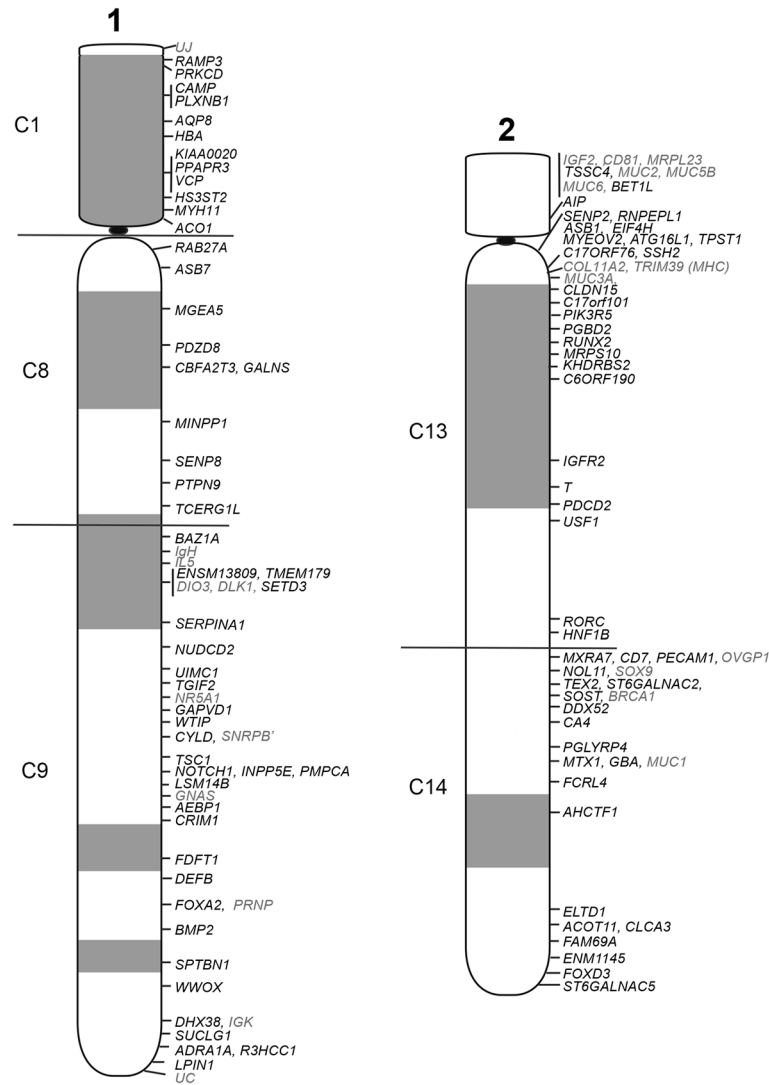 1
UJ
RAMP3
PRKCD
CAMP
PLXNB1
C1
AQP8
HBA
KIAA0020
PPAPR3
VCP
HS3ST2
MYH11
ACO1
RAB27A
ASB7
MGEA5
PDZD8
C8
CBFA2T3, GALNS
MINPP1
SENP8
PTPN9
TCERG1L
BAZ1A
IgH
IL5
ENSM13809, TMEM179
DIO3, DLK1, SETD3
SERPINA1
NUDCD2
UIMC1
TGIF2
NR5A1
GAPVD1
WTIP
CYLD, SNRPB'
TSC1
C9
NOTCH1, INPP5E, PMPCA
LSM14B
GNAS
AEBP1
CRIM1
FDFT1
DEFB
FOXA2, PRNP
BMP2
SPTBN1
WWOX
DHX38, IGK
SUCLG1
ADRA1A, R3HCC1
LPIN1
UC
2
IGF2, CD81, MRPL23
TSSC4, MUC2, MUC5B
MUC6, BET1L
AIP
SENP2, RNPEPL1
ASB1, EIF4H
MYEOV2, ATG16L1, TPST1
C17ORF76, SSH2
COL11A2, TRIM39 (MHC)
MUC3A,
CLDN15
C17orf101
PIK3R5
PGBD2
RUNX2
MRPS10
KHDRBS2
C6ORF190
C13
IGFR2
T
PDCD2
USF1
RORC
HNF1B
MXRA7, CD7, PECAM1, OVGP1
NOL11, SOX9
TEX2, ST6GALNAC2,
SOST, BRCA1
DDX52
CA4
PGLYRP4
MTX1, GBA, MUC1
C14
FCRL4
AHCTF1
ELTD1
ACOT11, CLCA3
FAM69A
ENM1145
FOXD3
ST6GALNAC5